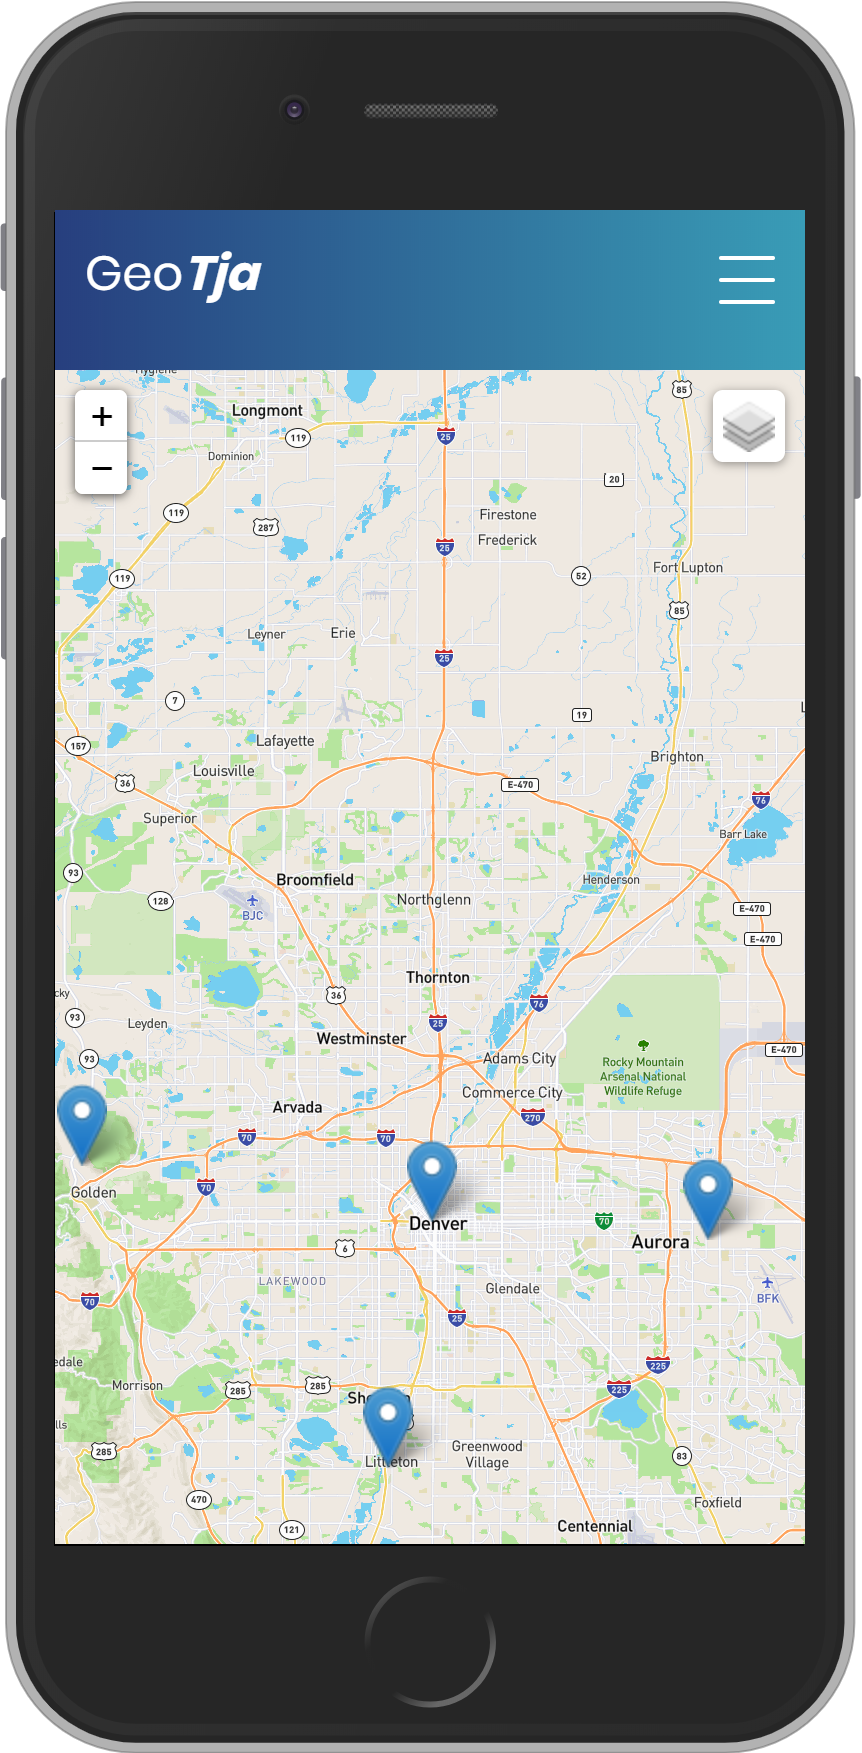 Geo Tja
Hygiene
+
−
Longmont
85
119
25
Dominion
20
119
287
Firestone
Frederick
25
52
Fort Lupton
119
85
Leyner
Erie
25
7
19
157
Lafayette
Louisville
Brighton
36
E-470
76
Superior
Barr Lake
93
Broomfield
Henderson
128
BJC
Northglenn
E-470
E-470
Thornton
36
76
cky
93
Leyden
25
Westminster
Adams City
Rocky Mountain
Arsenal National
Wildlife Refuge
E-470
93
Commerce City
Arvada
270
70
70
Golden
70
Denver
70
Aurora
6
LAKEWOOD
Glendale
BFK
70
25
edale
225
Morrison
285
285
225
lls
285
Greenwood
Village
Littleton
83
470
Foxfield
121
Centennial